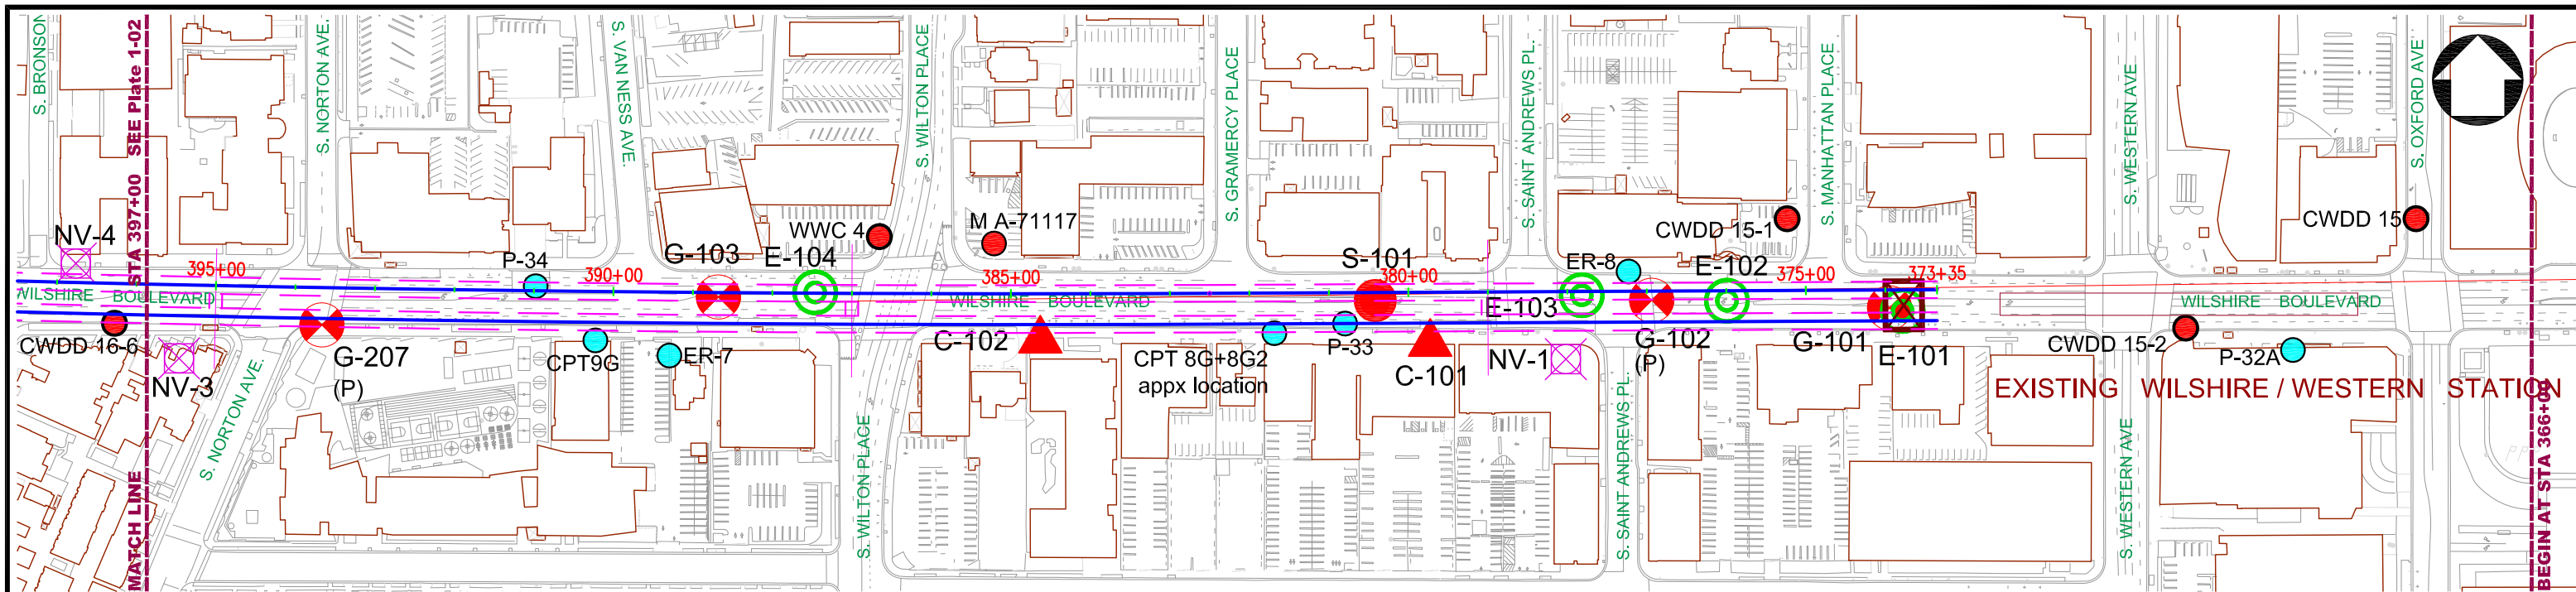 S. BRONSON
MATCH LINE STA 397+00 SEE Plate 1-02
S. NORTON AVE.
S. VAN NESS AVE.
S. WILTON PLACE
S. GRAMERCY PLACE
S. SAINT ANDREWS PL.
S. MANHATTAN PLACE
S. WESTERN AVE
S. OXFORD AVE
NV-4
395+00
P-34
390+00
G-103
E-104
WWC 4
M A-71117
385+00
S-101
380+00
ER-8
CWDD 15-1
E-102
375+00
373+35
CWDD 15
WILSHIRE BOULEVARD
WILSHIRE BOULEVARD
WILSHIRE BOULEVARD
CWDD 16-6
NV-3
G-207
(P)
CPT9G
ER-7
C-102
CPT 8G+8G2
appx location
P-33
C-101
E-103
NV-1
G-102
(P)
G-101
E-101
CWDD 15-2
P-32A
EXISTING WILSHIRE / WESTERN STATION
S. NORTON AVE.
S. WILTON PLACE
S. SAINT ANDREWS PL.
S. WESTERN AVE
BEGIN AT STA 366+00